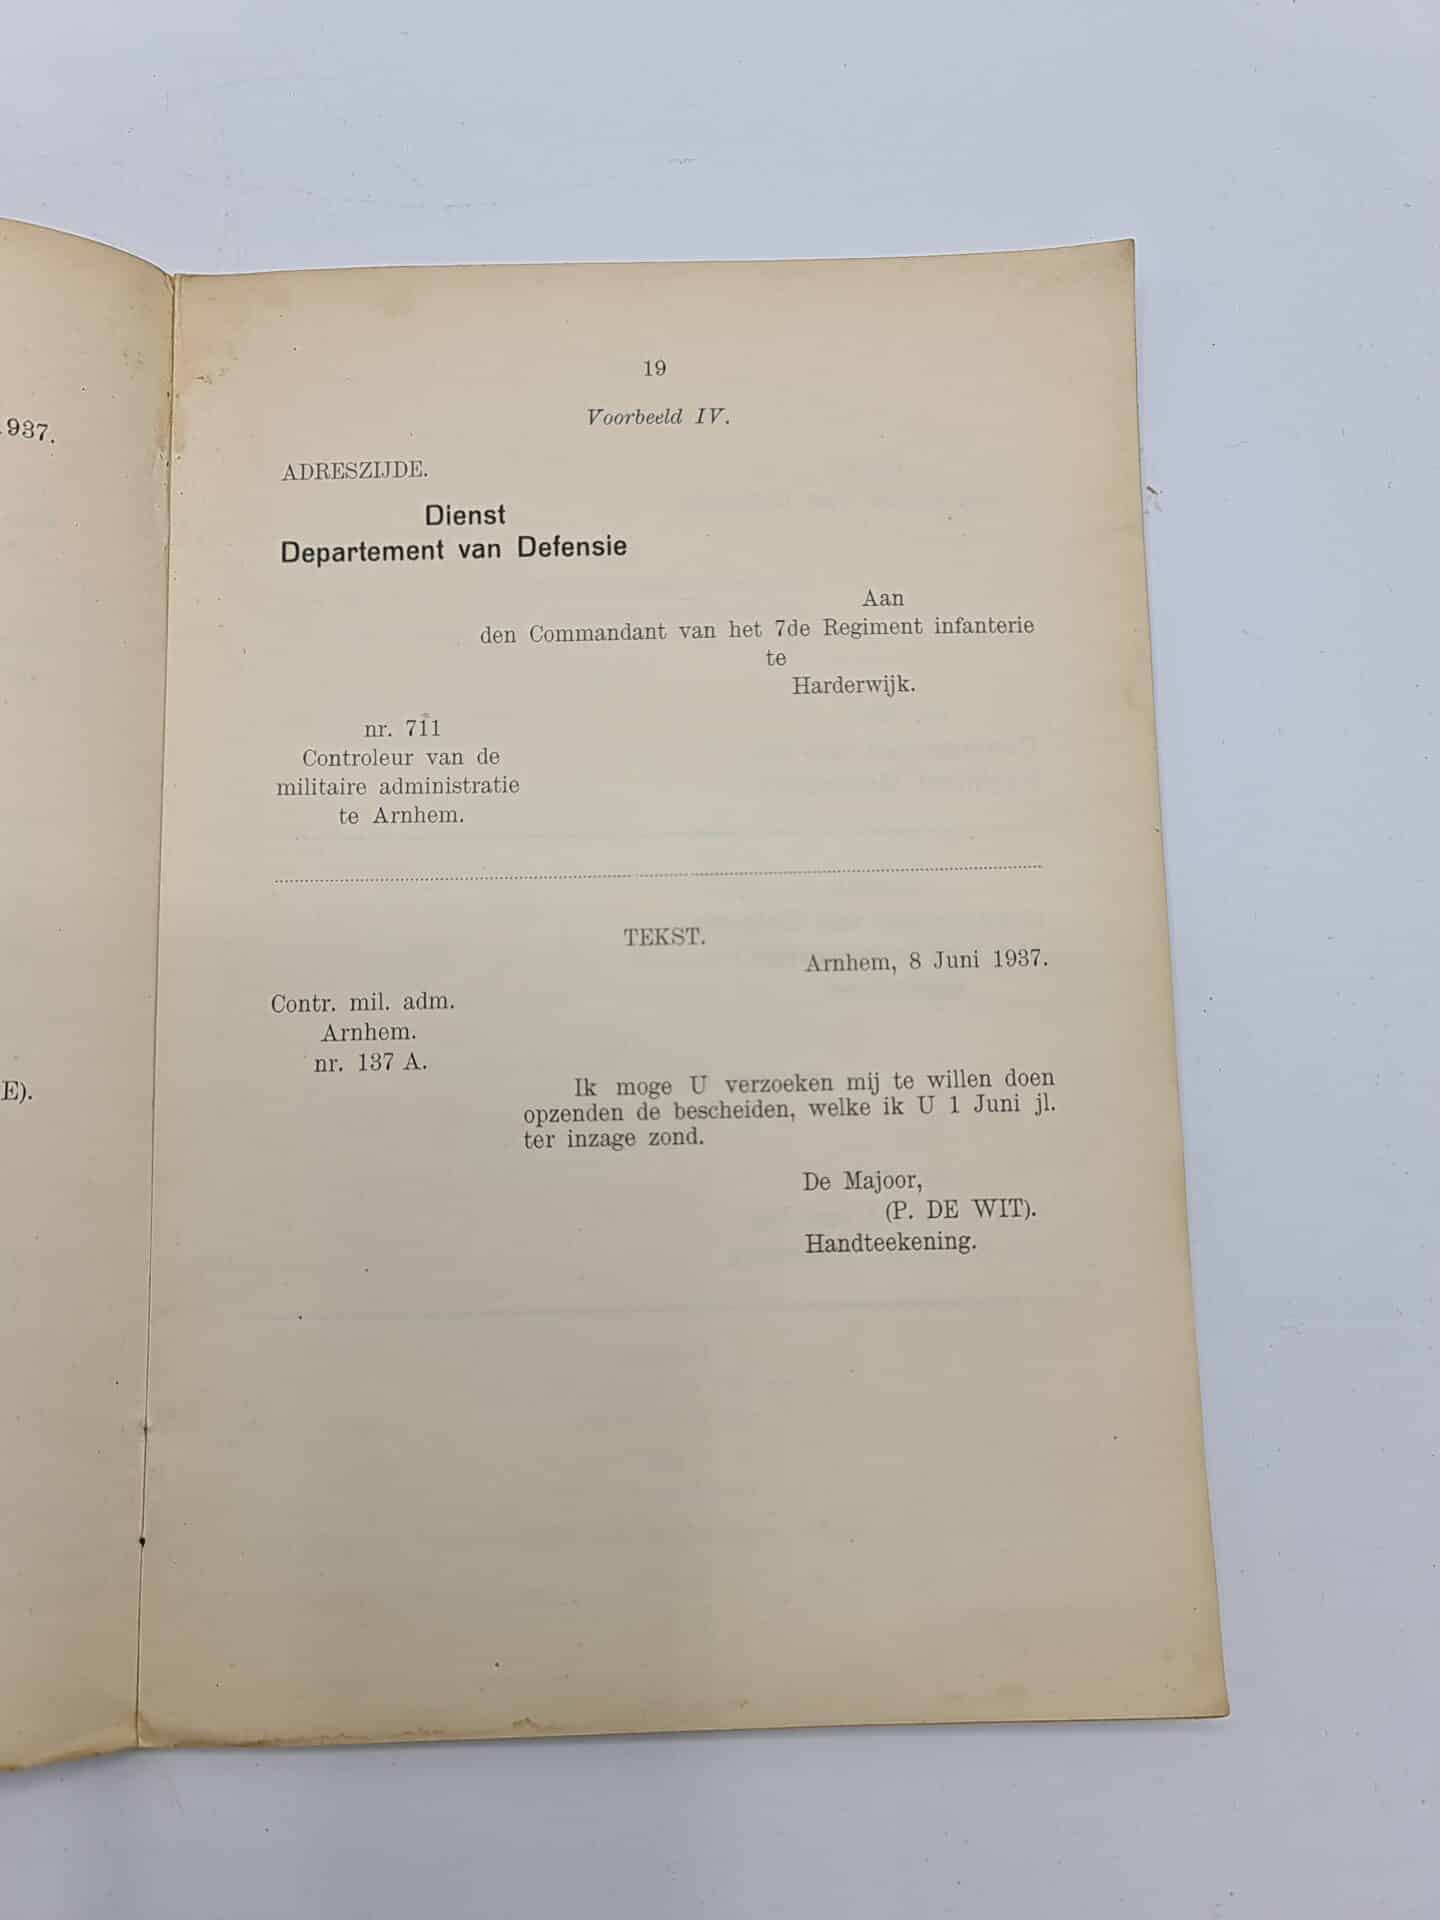 937.
E).
19
Voorbeeld IV.
ADRESZIJDE.
Dienst
Departement van Defensie
Aan
den Commandant van het 7de Regiment infanterie
te
Harderwijk.
nr. 711
Controleur van de
militaire administratie
te Arnhem.
TEKST.
Arnhem, 8 Juni 1937.
Contr. mil. adm.
Arnhem.
nr. 137 A.
Ik moge U verzoeken mij te willen doen
opzenden de bescheiden, welke ik U 1 Juni jl.
ter inzage zond.
De Majoor,
(P. DE WIT).
Handteekening.